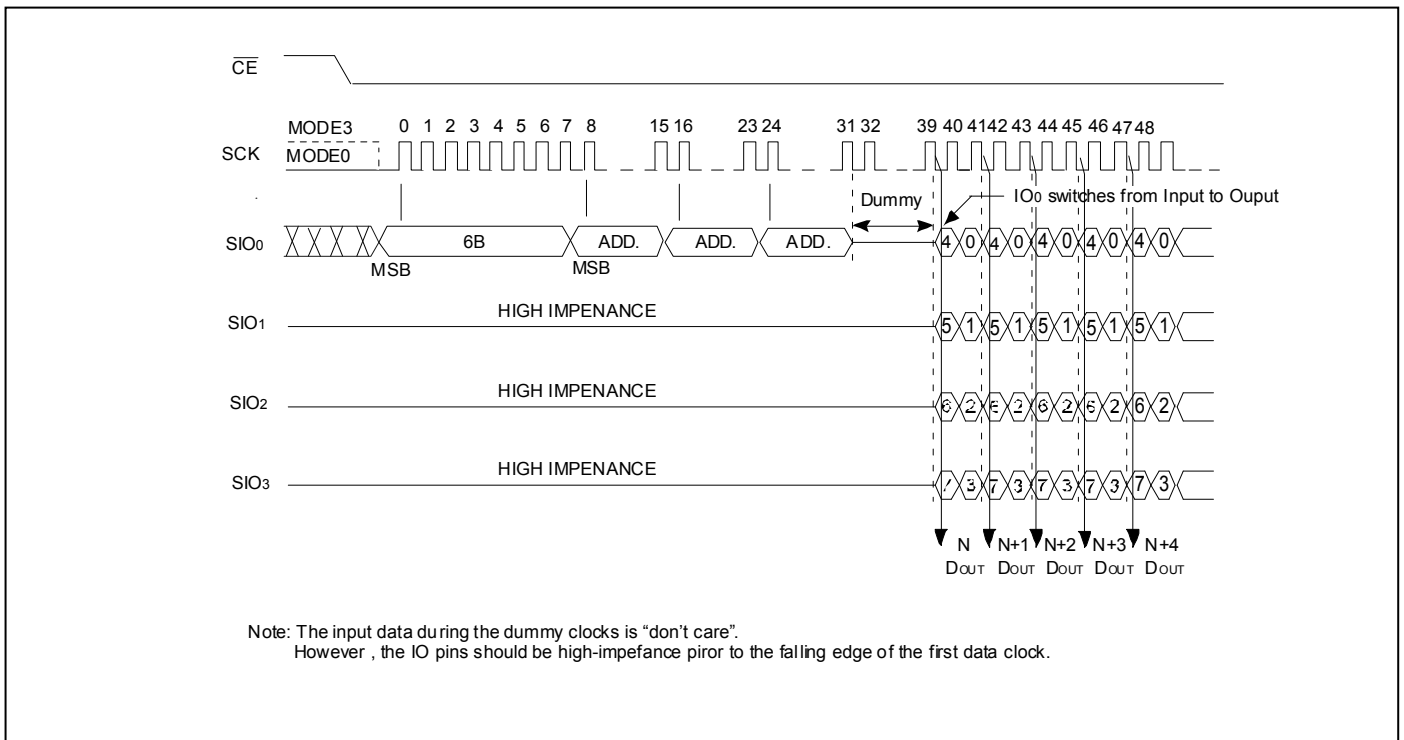 CE
MODE3 0 1 2 3 4 5 6 7 8 15 16 23 24 31 32 39 40 41 42 43 44 45 46 47 48
SCK MODE0
Dummy IO0 switches from Input to Ouput
SIO0 6B ADD. ADD. ADD. 4 0 4 0 4 0 4 0 4 0
MSB MSB
HIGH IMPENANCE
SIO1 5 1 5 1 5 1 5 1 5 1
HIGH IMPENANCE
SIO2 6 2 6 2 6 2 6 2 6 2
HIGH IMPENANCE
SIO3 7 3 7 3 7 3 7 3 7 3
N N+1 N+2 N+3 N+4
DOUT DOUT DOUT DOUT DOUT
Note: The input data during the dummy clocks is “don’t care”.
However , the IO pins should be high-impefance piror to the falling edge of the first data clock.